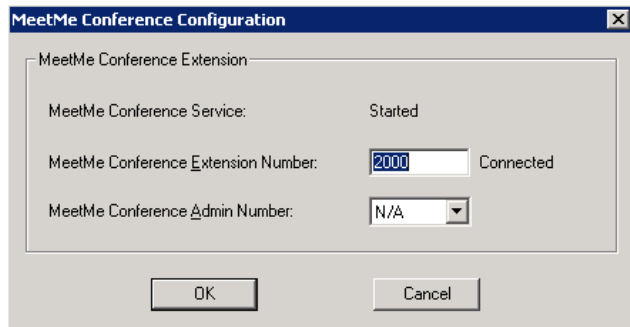 MeetMe Conference Configuration
MeetMe Conference Extension
MeetMe Conference Service: Started
MeetMe Conference Extension Number: 2000 Connected
MeetMe Conference Admin Number: N/A
OK Cancel